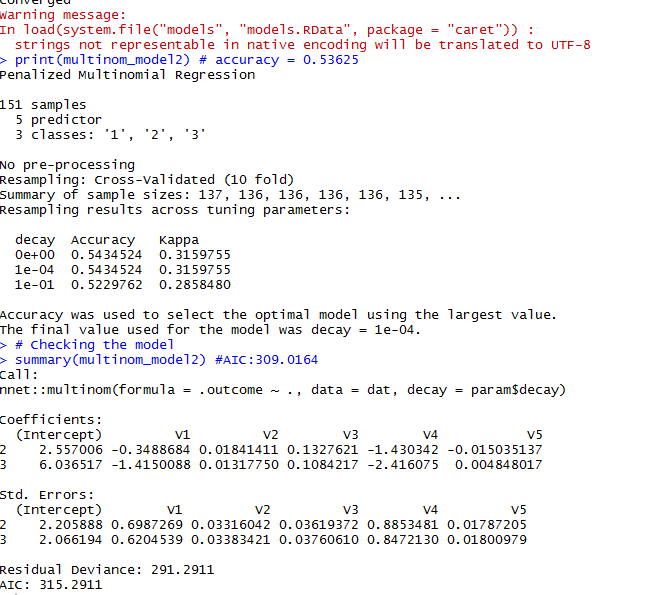 converged
Warning message:
In load(system.file("models", "models.RData", package = "caret")) :
  strings not representable in native encoding will be translated to UTF-8
> print(multinom_model2) # accuracy = 0.53625
Penalized Multinomial Regression

151 samples
  5 predictor
  3 classes: '1', '2', '3'

No pre-processing
Resampling: Cross-Validated (10 fold)
Summary of sample sizes: 137, 136, 136, 136, 136, 135, ...
Resampling results across tuning parameters:

  decay  Accuracy   Kappa
  0e+00  0.5434524  0.3159755
  1e-04  0.5434524  0.3159755
  1e-01  0.5229762  0.2858480

Accuracy was used to select the optimal model using the largest value.
The final value used for the model was decay = 1e-04.
> # Checking the model
> summary(multinom_model2) #AIC:309.0164
Call:
nnet::multinom(formula = .outcome ~ ., data = dat, decay = param$decay)

Coefficients:
  (Intercept)         V1         V2        V3        V4           V5
2    2.557006 -0.3488684 0.01841411 0.1327621 -1.430342 -0.015035137
3    6.036517 -1.4150088 0.01317750 0.1084217 -2.416075  0.004848017

Std. Errors:
  (Intercept)        V1         V2         V3        V4         V5
2    2.205888 0.6987269 0.03316042 0.03619372 0.8853481 0.01787205
3    2.066194 0.6204539 0.03383421 0.03760610 0.8472130 0.01800979

Residual Deviance: 291.2911
AIC: 315.2911